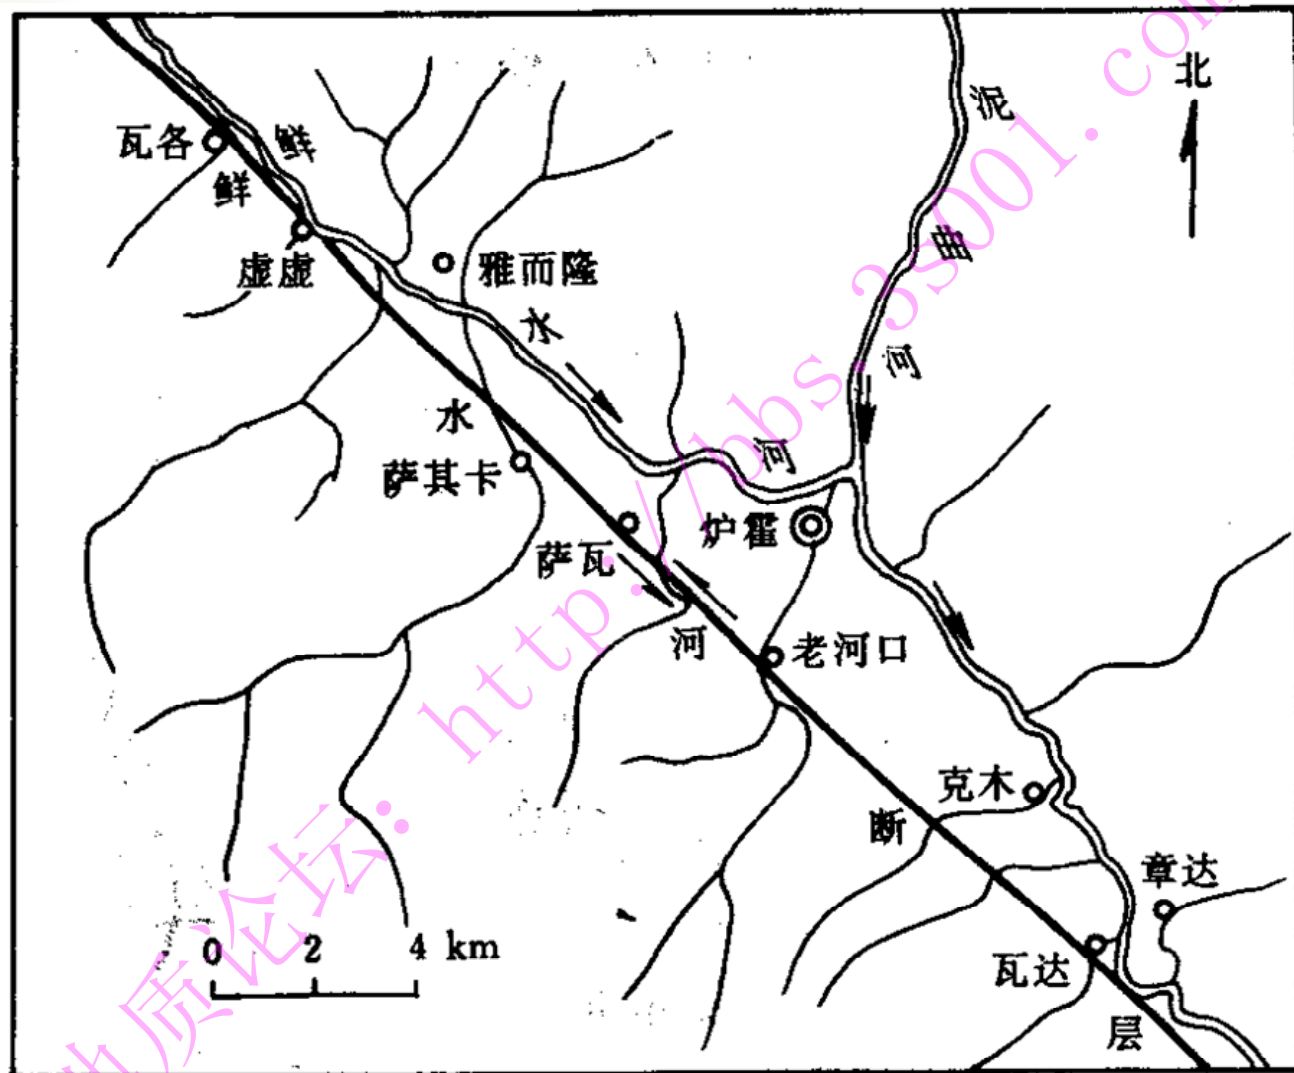 北
泥
曲
河
瓦各
鲜
鲜
虚虚
雅而隆
水
水
河
萨其卡
萨瓦
炉霍
河
老河口
克木
断
章达
瓦达
层
0 2 4 km
地质论坛: http://bbs.3s001.com